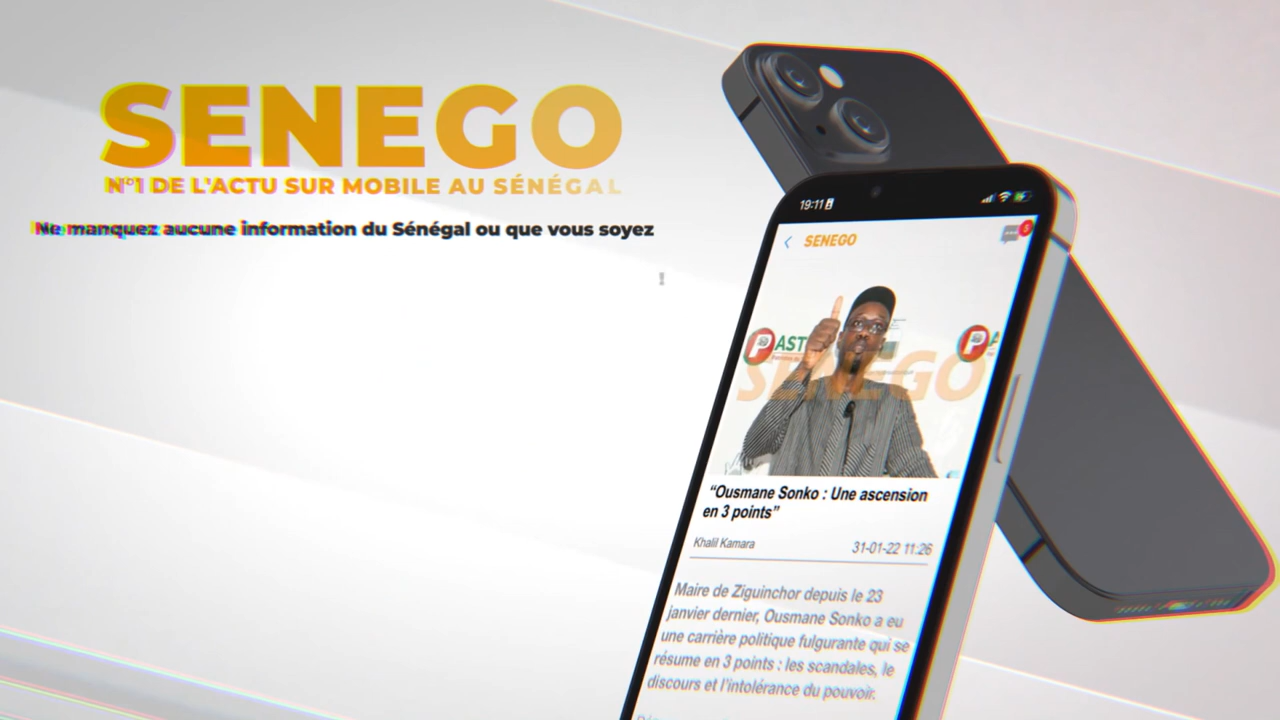 SENEGO
N°1 DE L'ACTU SUR MOBILE AU SÉNÉGAL
Ne manquez aucune information du Sénégal ou que vous soyez
!
19:11
SENEGO
5
PAST
P A
SENEGO
“Ousmane Sonko : Une ascension
en 3 points”
Khalil Kamara
31-01-22 11:26
Maire de Ziguinchor depuis le 23
janvier dernier, Ousmane Sonko a eu
une carrière politique fulgurante qui se
résume en 3 points : les scandales, le
discours et l'intolérance du pouvoir.